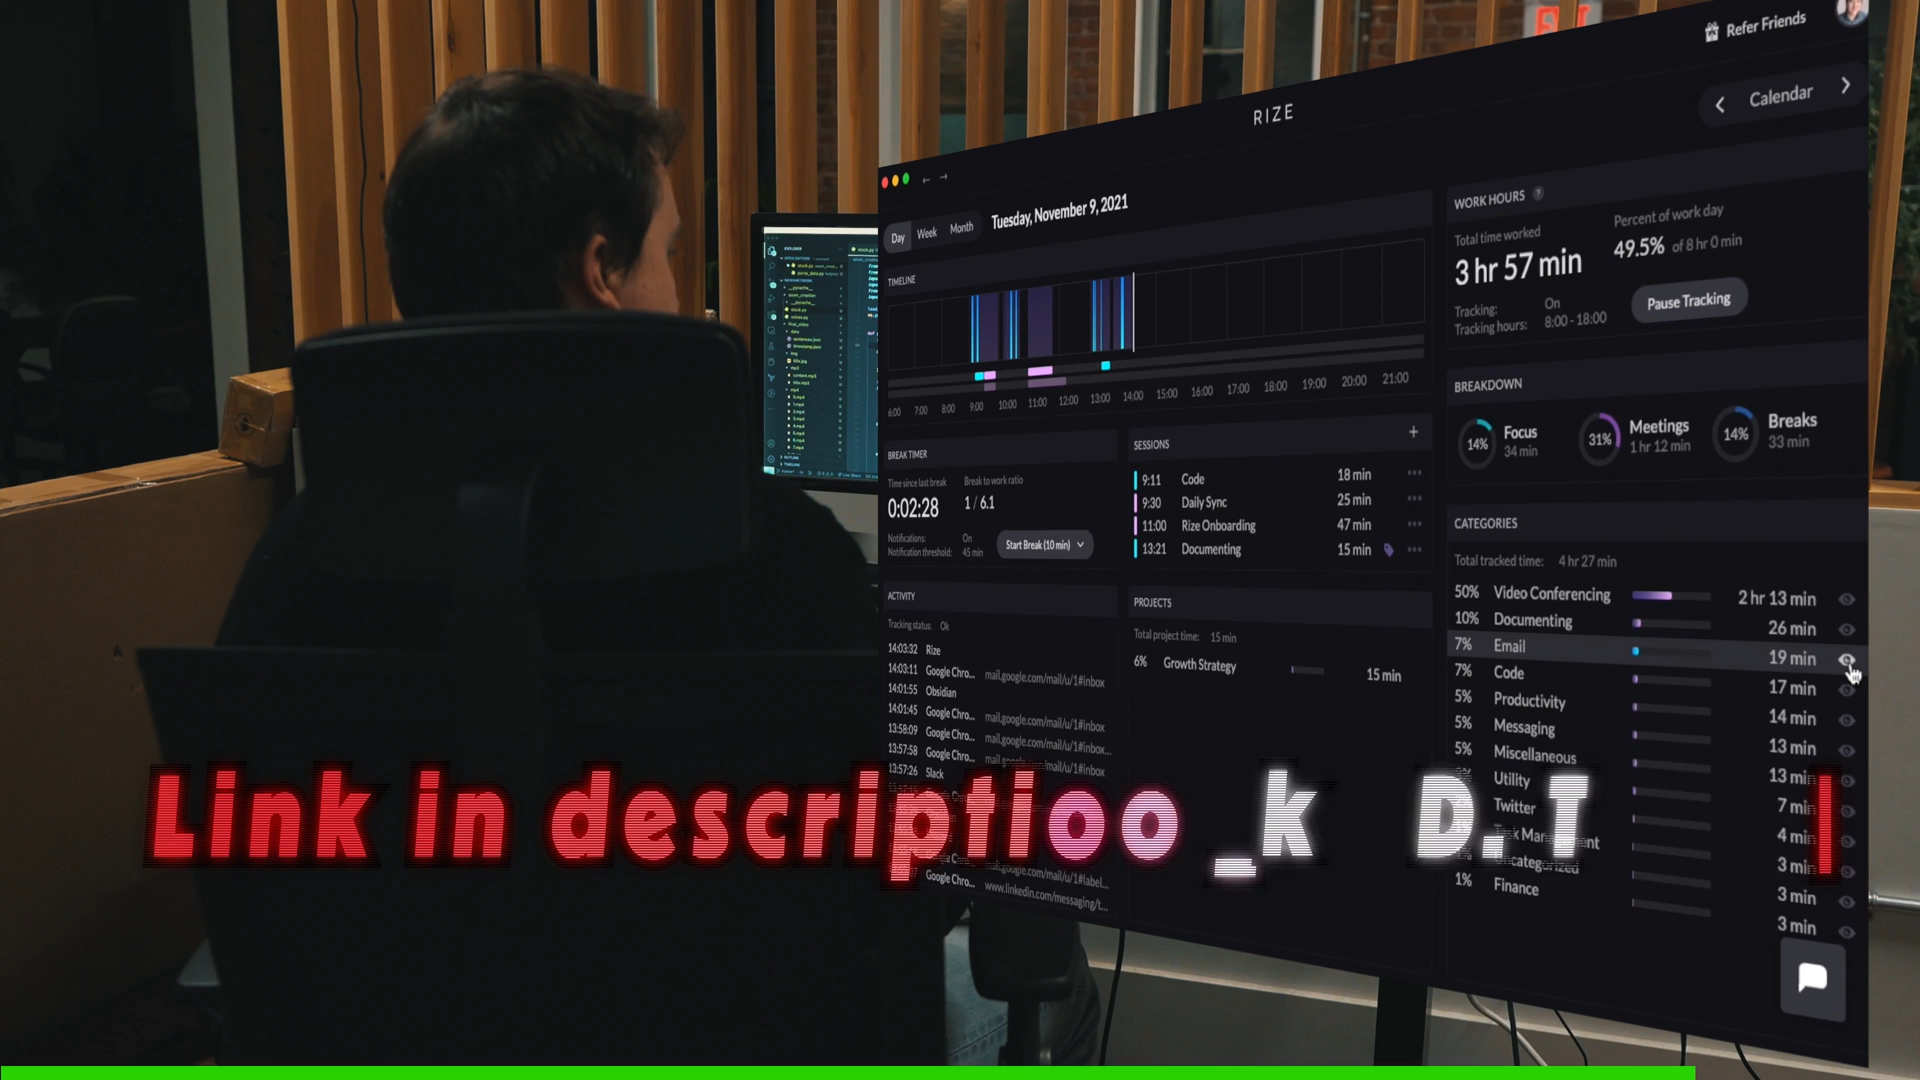 Refer Friends
RIZE
Calendar
Day Week Month Tuesday, November 9, 2021
TIMELINE
6:00 7:00 8:00 9:00 10:00 11:00 12:00 13:00 14:00 15:00 16:00 17:00 18:00 19:00 20:00 21:00
WORK HOURS ?
Total time worked
3 hr 57 min
Percent of work day
49.5% of 8 hr 0 min
Tracking: On
Tracking hours: 8:00 - 18:00
Pause Tracking
BREAKDOWN
14% Focus 34 min
31% Meetings 1 hr 12 min
14% Breaks 33 min
BREAK TIMER
Time since last break
0:02:28
Break to work ratio
1 / 6.1
Notifications: On
Notification threshold: 45 min
Start Break (10 min)
SESSIONS +
9:11 Code 18 min
9:30 Daily Sync 25 min
11:00 Rize Onboarding 47 min
13:21 Documenting 15 min
CATEGORIES
Total tracked time: 4 hr 27 min
50% Video Conferencing 2 hr 13 min
10% Documenting 26 min
7% Email 19 min
7% Code 17 min
5% Productivity 14 min
5% Messaging 13 min
5% Miscellaneous 13 min
Utility 7 min
Twitter 4 min
Task Management 3 min
Uncategorized 3 min
1% Finance 3 min
ACTIVITY
Tracking status: Ok
14:03:32 Rize
14:03:11 Google Chro... mail.google.com/mail/u/1#inbox
14:01:55 Obsidian
14:01:45 Google Chro... mail.google.com/mail/u/1#inbox
13:58:09 Google Chro... mail.google.com/mail/u/1#inbox...
13:57:58 Google Chro... mail.google.com/mail/u/1#inbox
13:57:26 Slack
mail.google.com/mail/u/1#label...
Google Chro... www.linkedin.com/messaging/t...
PROJECTS
Total project time: 15 min
6% Growth Strategy 15 min
Link in descriptioo _k D.T |